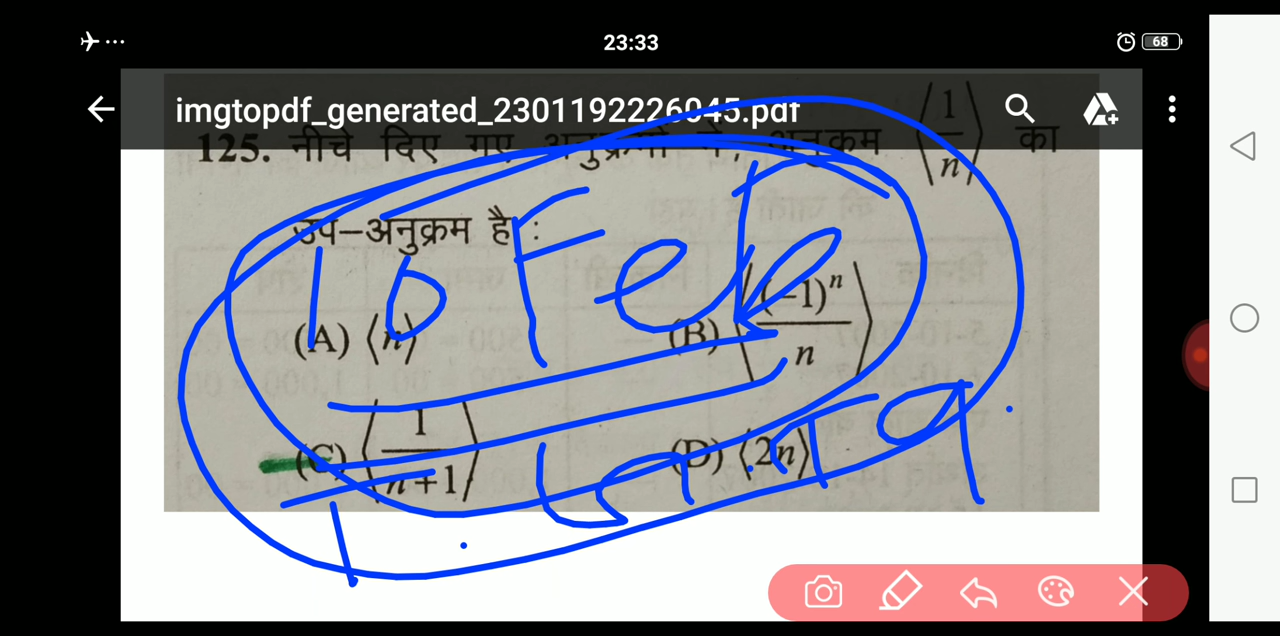 23:33
68
imgtopdf_generated_2301192226045.pdf
125. नीचे दिए गए अनुक्रमों में, अनुक्रम ⟨1/n⟩ का
उप–अनुक्रम है :
10 Feb
(A) ⟨n⟩ (B) ⟨(–1)ⁿ/n⟩
(C) ⟨1/n+1⟩ (D) ⟨2n⟩